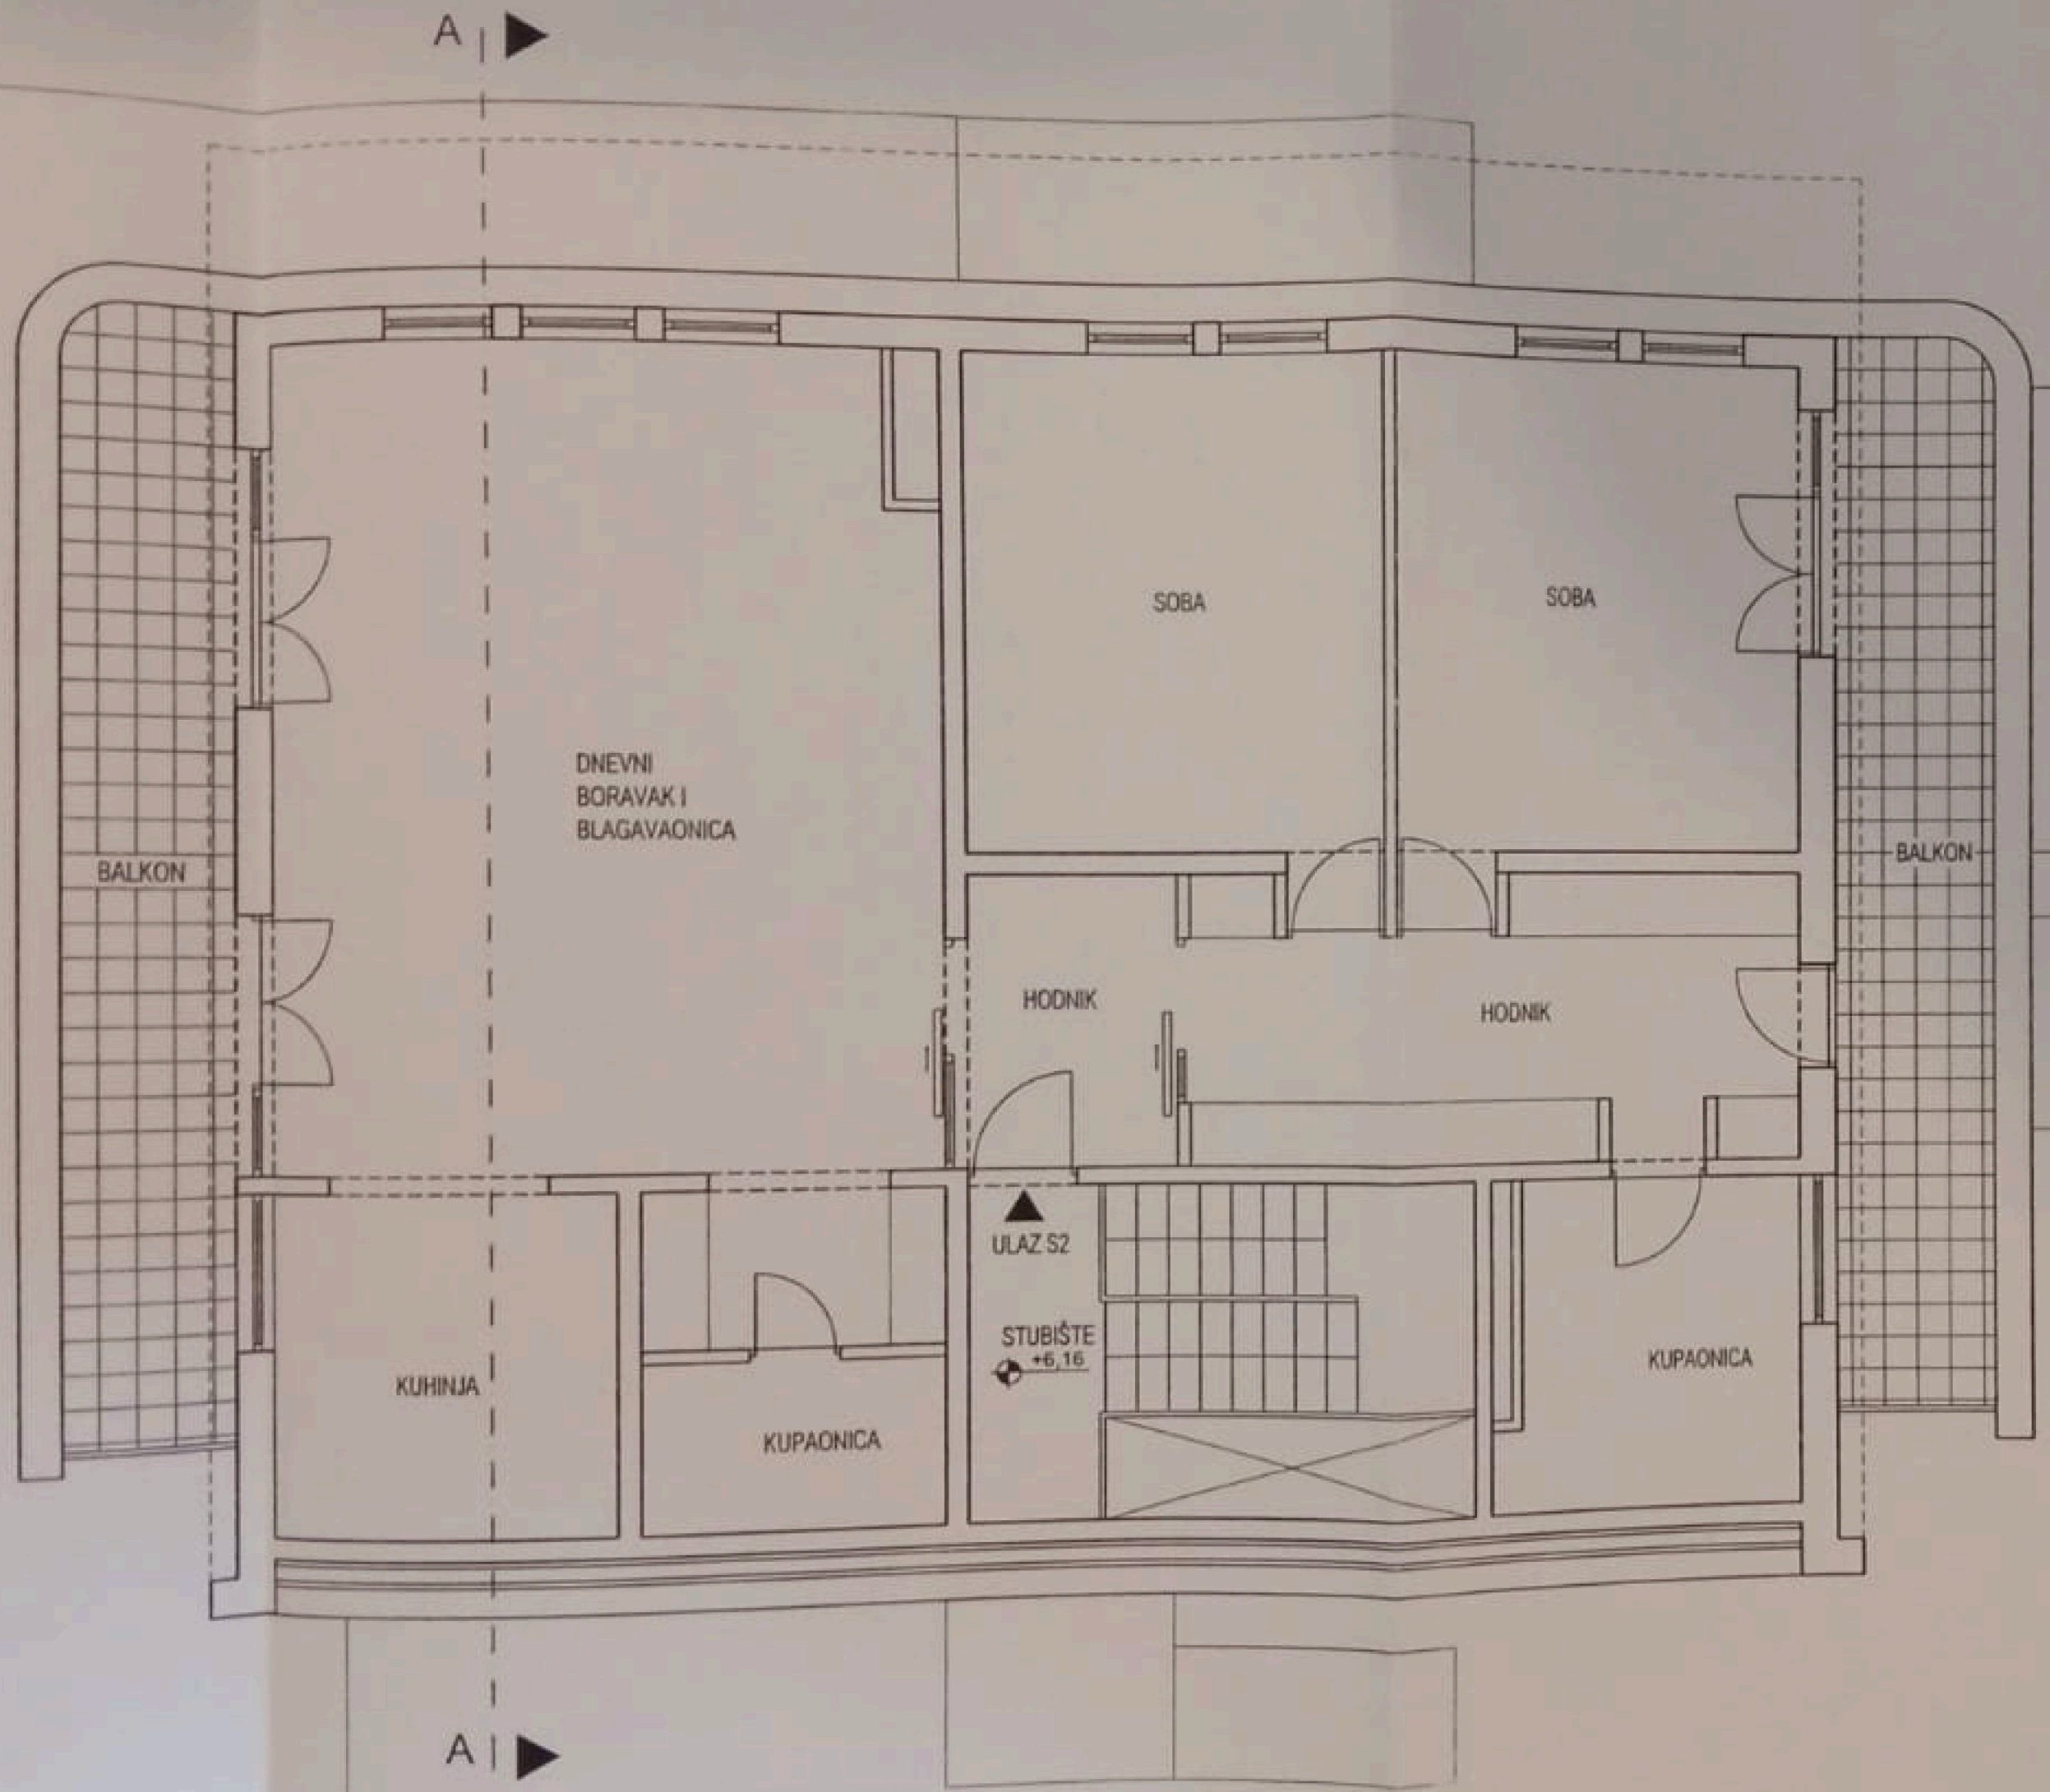 A
SOBA
SOBA
DNEVNI
BORAVAK I
BLAGAVAONICA
BALKON
BALKON
HODNIK
HODNIK
ULAZ S2
STUBIŠTE
+6,16
KUHINJA
KUPAONICA
KUPAONICA
A